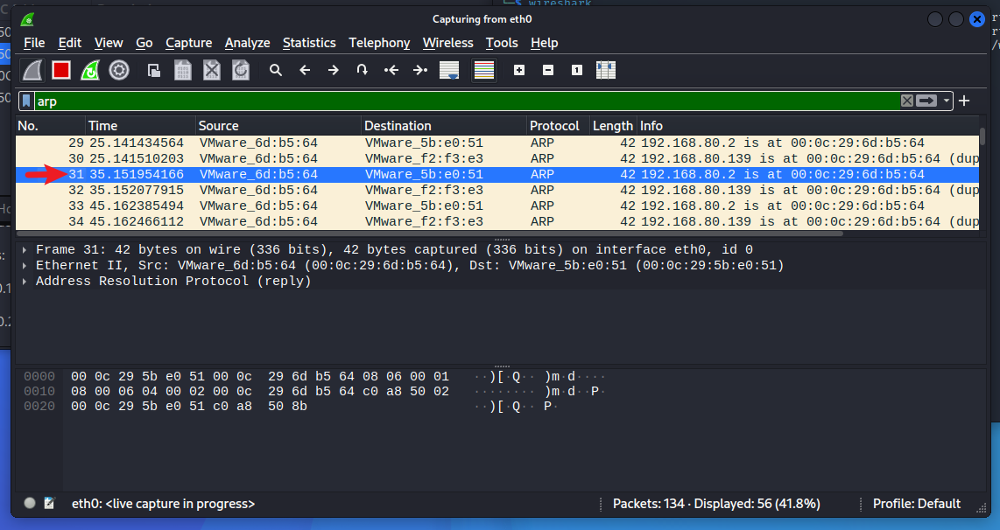 wireshark
Capturing from eth0
File Edit View Go Capture Analyze Statistics Telephony Wireless Tools Help
arp
No. Time Source Destination Protocol Length Info
29 25.141434564 VMware_6d:b5:64 VMware_5b:e0:51 ARP 42 192.168.80.2 is at 00:0c:29:6d:b5:64
30 25.141510203 VMware_6d:b5:64 VMware_f2:f3:e3 ARP 42 192.168.80.139 is at 00:0c:29:6d:b5:64 (dup
31 35.151954166 VMware_6d:b5:64 VMware_5b:e0:51 ARP 42 192.168.80.2 is at 00:0c:29:6d:b5:64
32 35.152077915 VMware_6d:b5:64 VMware_f2:f3:e3 ARP 42 192.168.80.139 is at 00:0c:29:6d:b5:64 (dup
33 45.162385494 VMware_6d:b5:64 VMware_5b:e0:51 ARP 42 192.168.80.2 is at 00:0c:29:6d:b5:64
34 45.162466112 VMware_6d:b5:64 VMware_f2:f3:e3 ARP 42 192.168.80.139 is at 00:0c:29:6d:b5:64 (dup
Frame 31: 42 bytes on wire (336 bits), 42 bytes captured (336 bits) on interface eth0, id 0
Ethernet II, Src: VMware_6d:b5:64 (00:0c:29:6d:b5:64), Dst: VMware_5b:e0:51 (00:0c:29:5b:e0:51)
Address Resolution Protocol (reply)
0000 00 0c 29 5b e0 51 00 0c 29 6d b5 64 08 06 00 01 ··)[·Q·· )m·d····
0010 08 00 06 04 00 02 00 0c 29 6d b5 64 c0 a8 50 02 ········ )m·d··P·
0020 00 0c 29 5b e0 51 c0 a8 50 8b ··)[·Q·· P·
eth0: <live capture in progress> Packets: 134 · Displayed: 56 (41.8%) Profile: Default